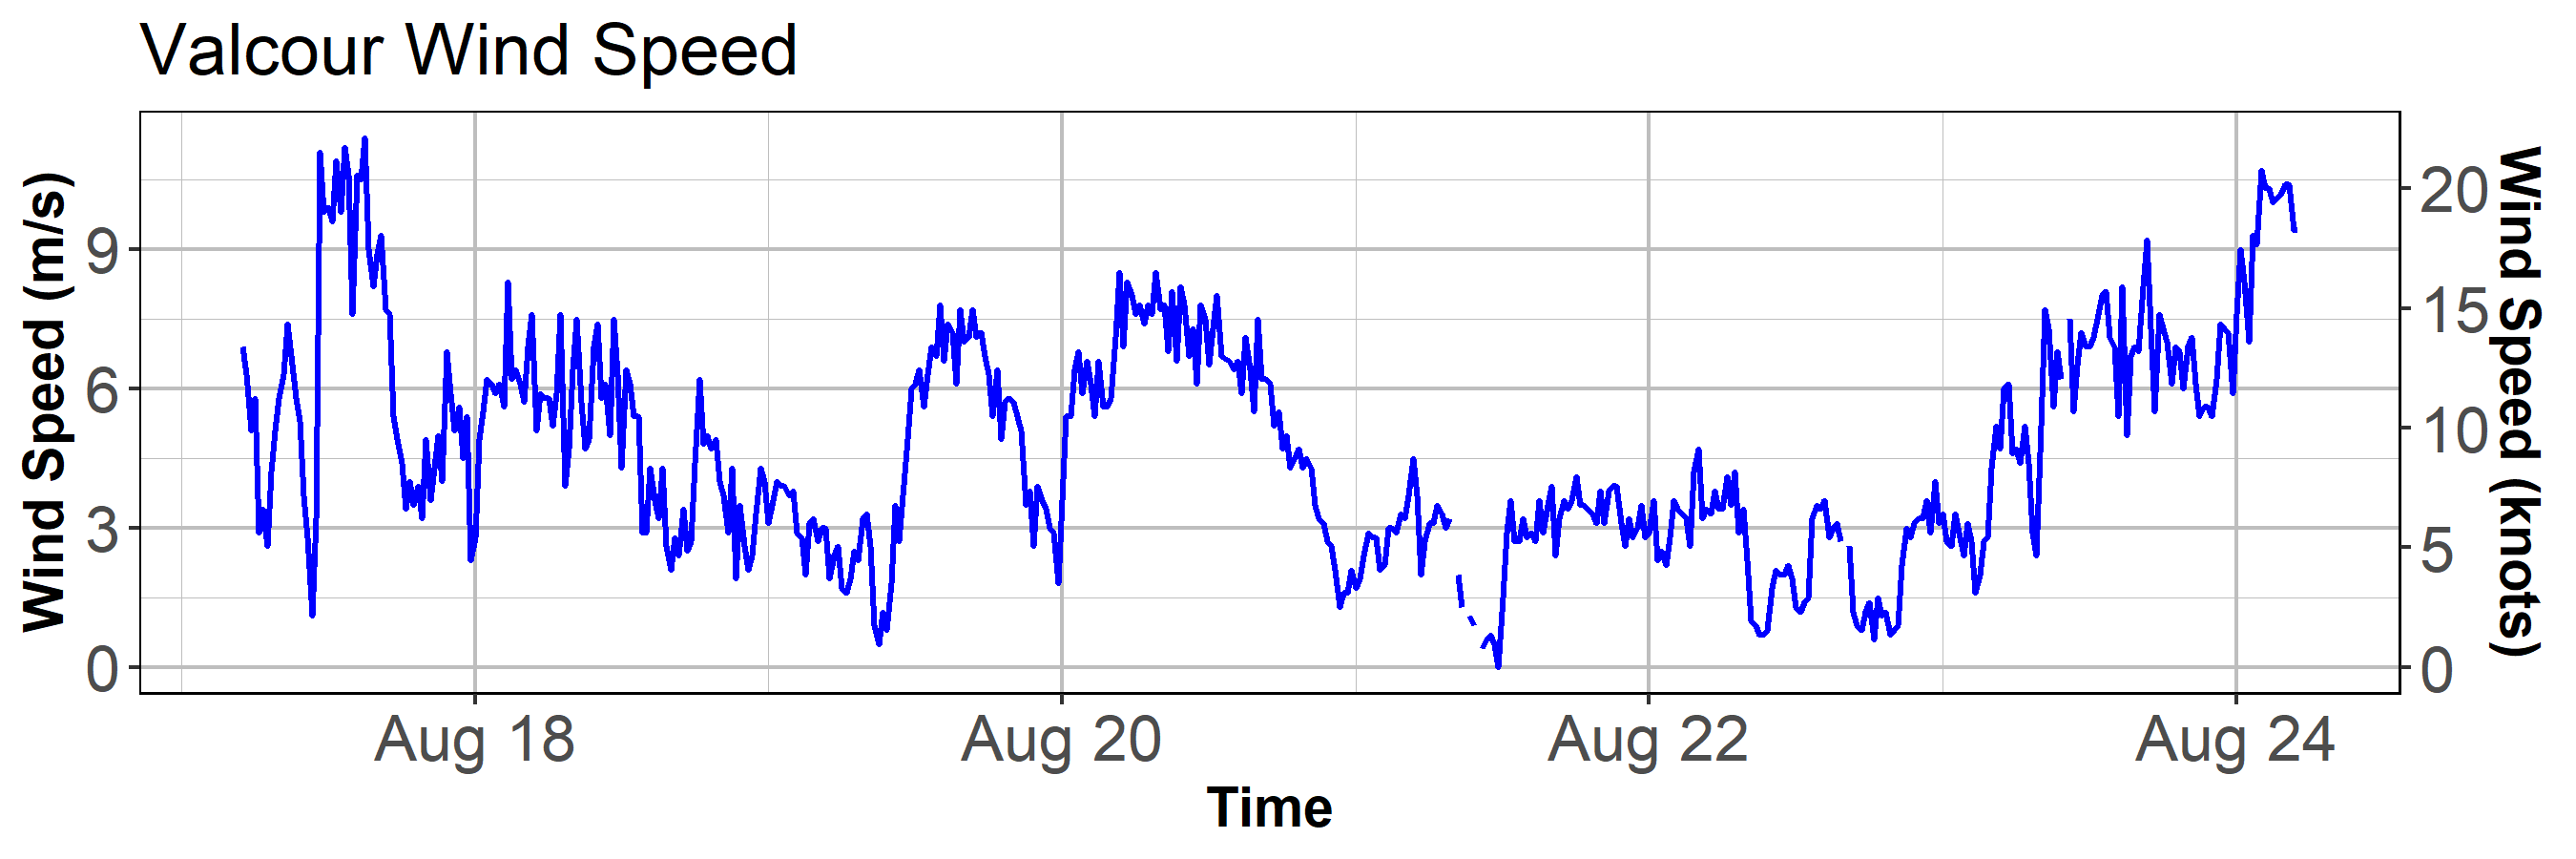 Valcour Wind Speed
Wind Speed (m/s)
9
6
3
0
20
15
10
5
0
Wind Speed (knots)
Aug 18
Aug 20
Aug 22
Aug 24
Time